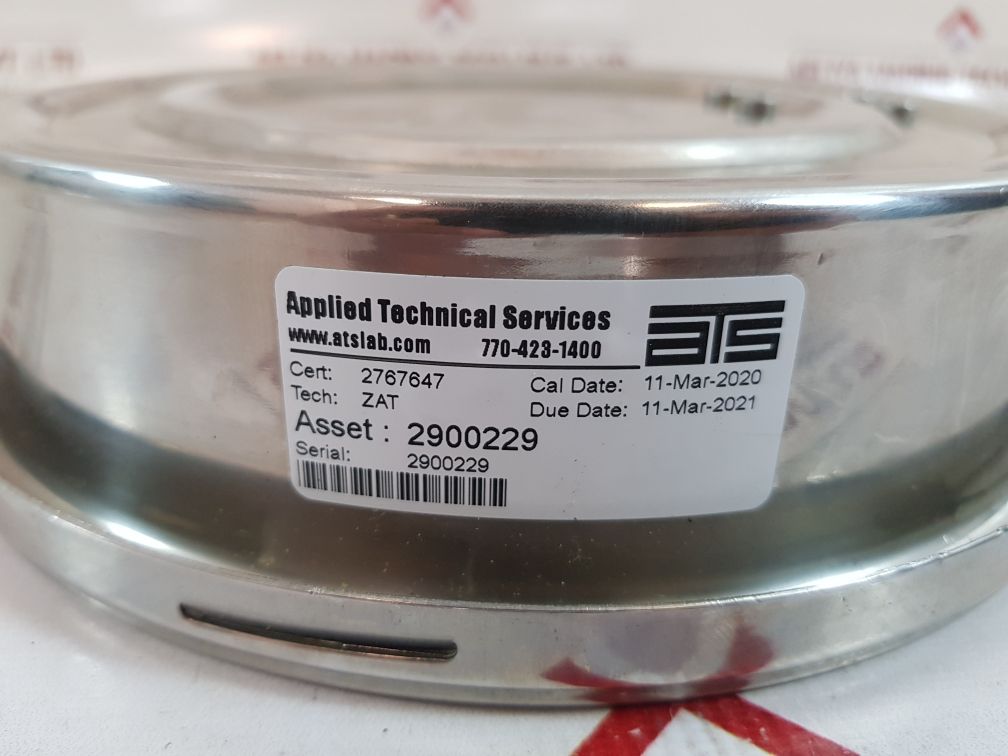 Applied Technical Services
www.atslab.com 770-423-1400
ATS
Cert: 2767647 Cal Date: 11-Mar-2020
Tech: ZAT Due Date: 11-Mar-2021
Asset : 2900229
Serial: 2900229